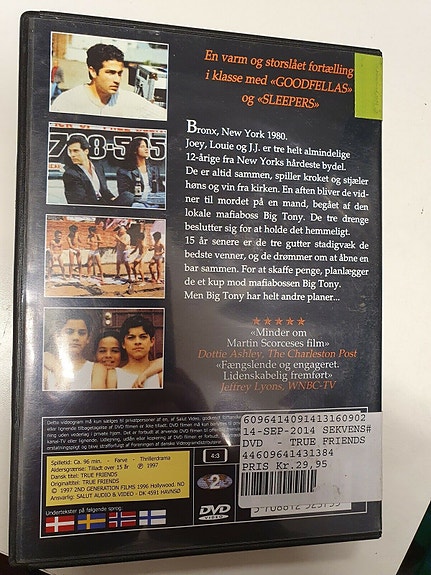 En varm og storslået fortælling
i klasse med «GOODFELLAS»
og «SLEEPERS»
Bronx, New York 1980.
Joey, Louie og J.J. er tre helt almindelige
12-årige fra New Yorks hårdeste bydel.
De er altid sammen, spiller kroket og stjæler
høns og vin fra kirken. En aften bliver de vid-
ner til mordet på en mand, begået af den
lokale mafiaboss Big Tony. De tre drenge
beslutter sig for at holde det hemmeligt.
15 år senere er de tre gutter stadigvæk de
bedste venner, og de drømmer om at åbne en
bar sammen. For at skaffe penge, planlægger
de et kup mod mafiabossen Big Tony.
Men Big Tony har helt andre planer...
★★★★★
«Minder om
Martin Scorceses film»
Dottie Ashley, The Charleston Post
«Fængslende og engageret.
Lidenskabelig fremført»
Jeffrey Lyons, WNBC-TV
6096414091413160902
14-SEP-2014 SEKVENS#
DVD - TRUE FRIENDS
44609641431384
PRIS Kr.29,95
Spilletid: Ca. 96 min. - Farve - Thrillerdrama
Aldersgrænse: Tilladt over 15 år ℗ 1997
Dansk titel: TRUE FRIENDS
Originaltitel: TRUE FRIENDS
© 1997 2ND GENERATION FILMS 1996 Hollywood, NO
Ansvarlig: SALUT AUDIO & VIDEO - DK 4591 HAVNSØ
4:3
2
DVD
VIDEO
Undertekster på følgende sprog: